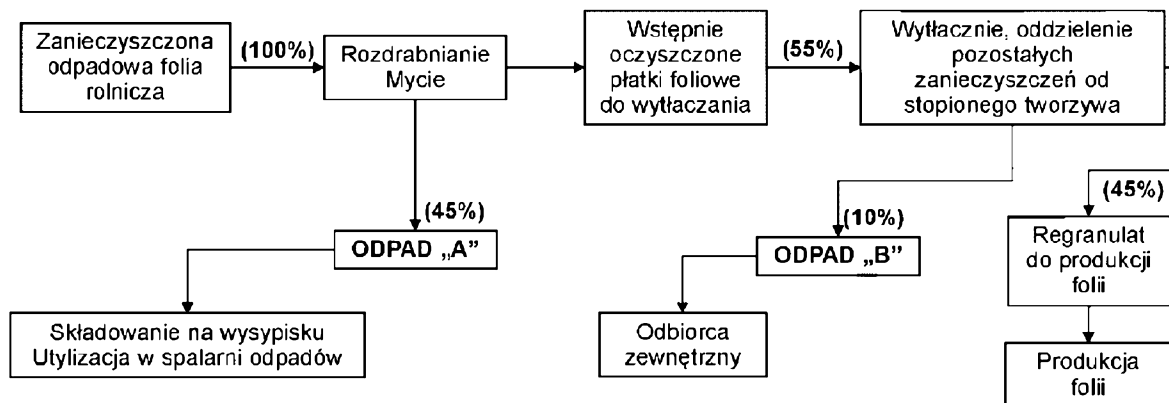 Zanieczyszczona
odpadowa folia
rolnicza
(100%)
Rozdrabnianie
Mycie
Wstępnie
oczyszczone
płatki foliowe
do wytłaczania
(55%)
Wytłacznie, oddzielenie
pozostałych
zanieczyszczeń od
stopionego tworzywa
(45%)
ODPAD „A”
Składowanie na wysypisku
Utylizacja w spalarni odpadów
(10%)
ODPAD „B”
Odbiorca
zewnętrzny
(45%)
Regranulat
do produkcji
folii
Produkcja
folii